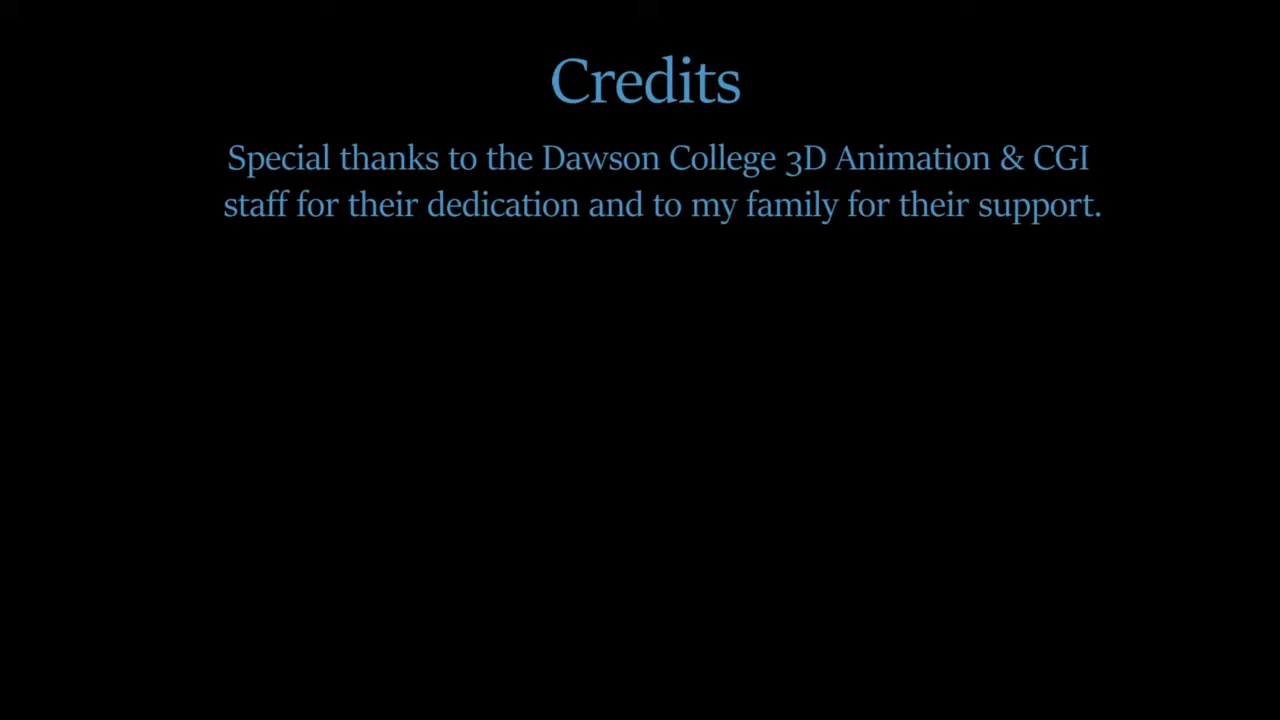 Credits
Special thanks to the Dawson College 3D Animation & CGI
staff for their dedication and to my family for their support.